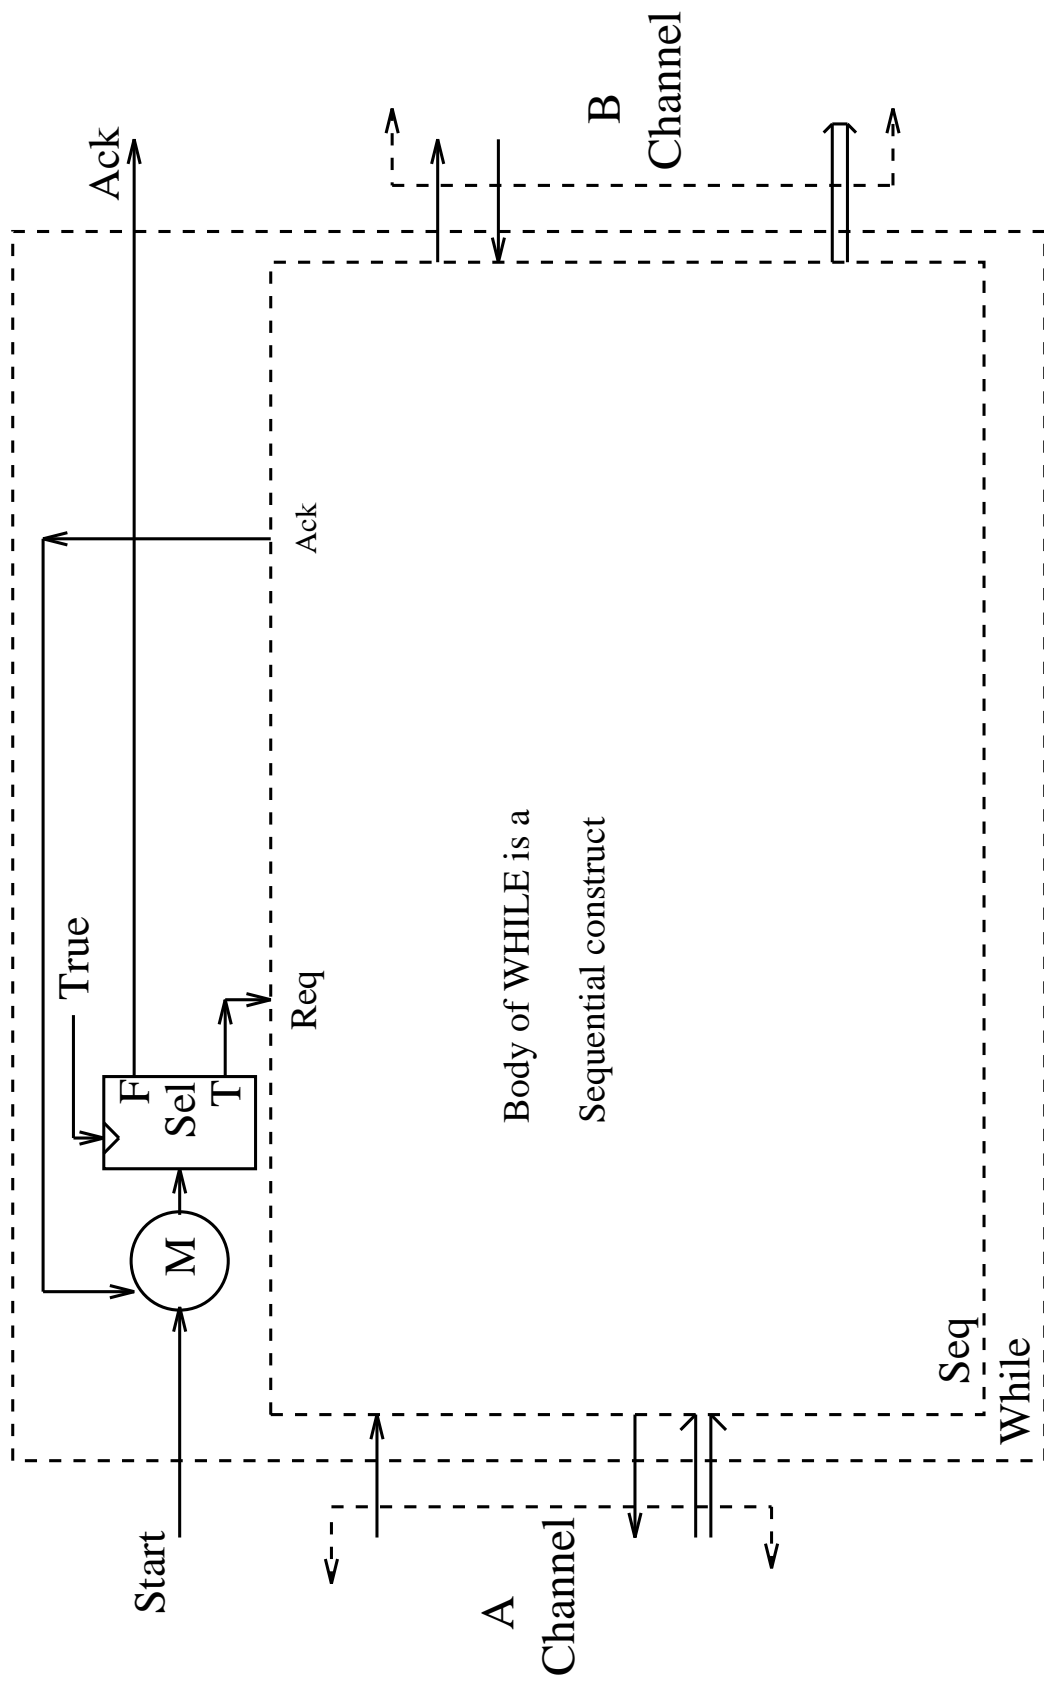 Start
Ack
True
M
F
Sel
T
Req
Ack
A
Channel
B
Channel
Body of WHILE is a
Sequential construct
Seq
While